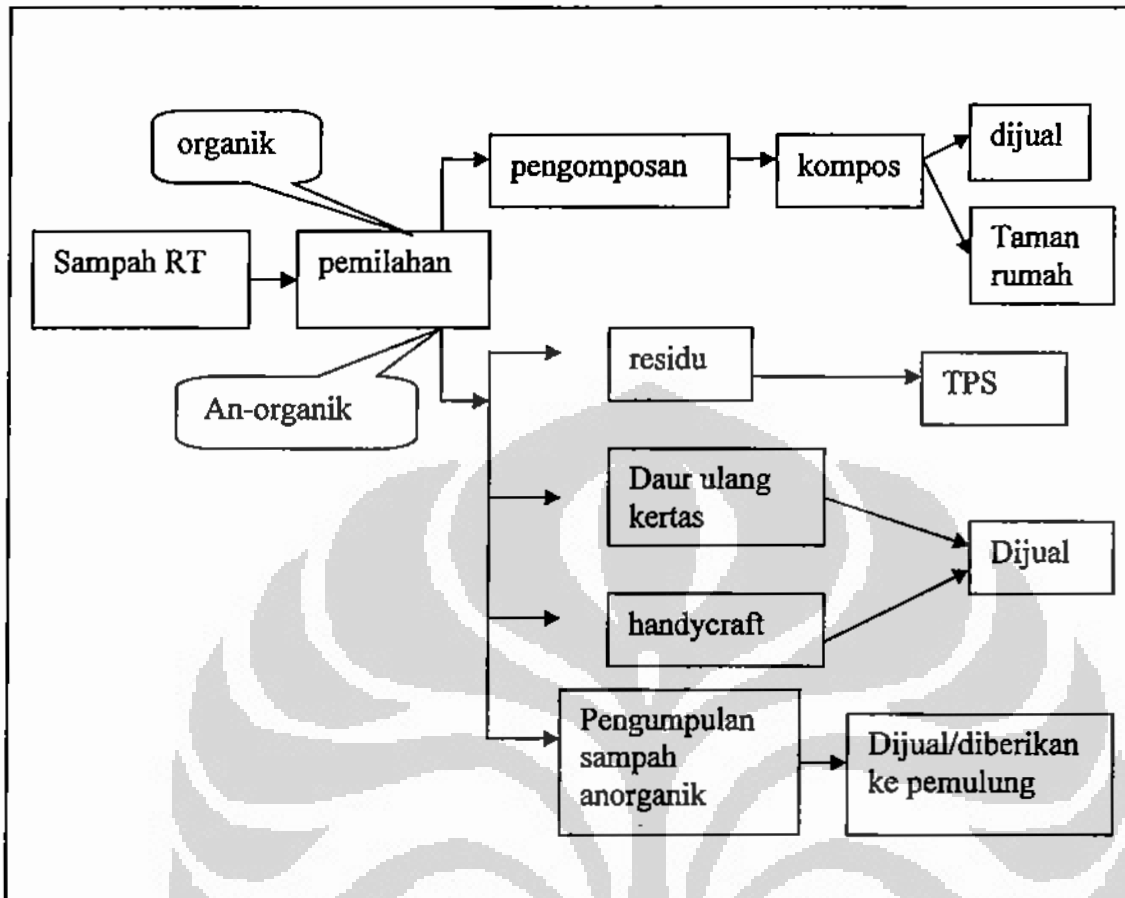 organik
pengomposan
kompos
dijual
Taman
rumah
Sampah RT
pemilahan
An-organik
residu
TPS
Daur ulang
kertas
Dijual
handycraft
Pengumpulan
sampah
anorganik
Dijual/diberikan
ke pemulung